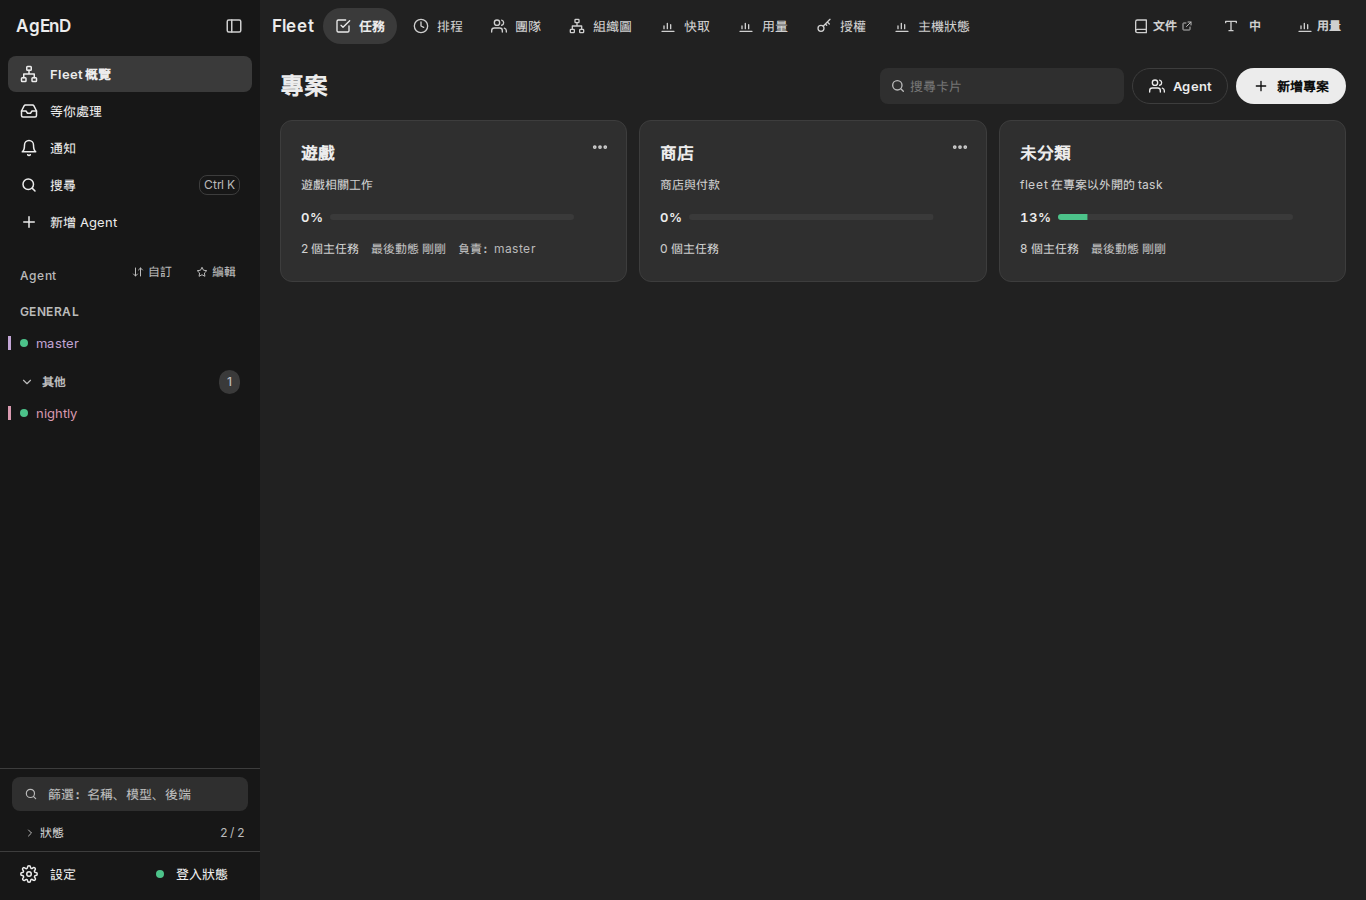 AgEnD
Fleet 概覽
等你處理
通知
搜尋 Ctrl K
新增 Agent
Agent 自訂 編輯
GENERAL
master
其他 1
nightly
篩選：名稱、模型、後端
狀態 2 / 2
設定 登入狀態
Fleet 任務 排程 團隊 組織圖 快取 用量 授權 主機狀態 文件 中 用量
專案 搜尋卡片 Agent 新增專案
遊戲
遊戲相關工作
0%
2 個主任務 最後動態 剛剛 負責：master
商店
商店與付款
0%
0 個主任務
未分類
fleet 在專案以外開的 task
13%
8 個主任務 最後動態 剛剛